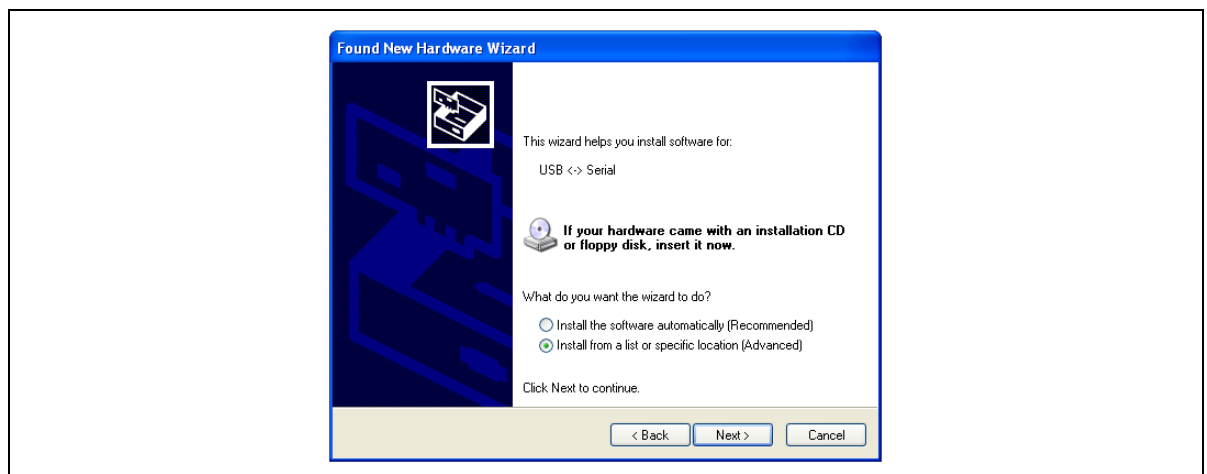 Found New Hardware Wizard
This wizard helps you install software for:
USB <-> Serial
If your hardware came with an installation CD
or floppy disk, insert it now.
What do you want the wizard to do?
Install the software automatically (Recommended)
Install from a list or specific location (Advanced)
Click Next to continue.
< Back Next > Cancel